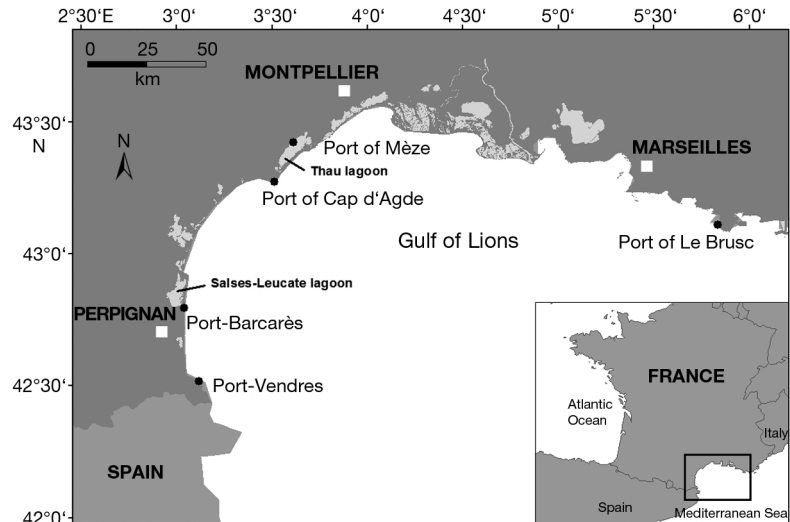 2°30‘E 3°0‘ 3°30‘ 4°0‘ 4°30‘ 5°0‘ 5°30‘ 6°0‘
0 25 50
km
MONTPELLIER
43°30‘
N
N
Port of Mèze
MARSEILLES
Thau lagoon
Port of Cap d‘Agde
Gulf of Lions
Port of Le Brusc
43°0‘
Salses-Leucate lagoon
PERPIGNAN
Port-Barcarès
42°30‘
Port-Vendres
FRANCE
Atlantic
Ocean
Italy
SPAIN
Spain
Mediterranean Sea
42°0‘